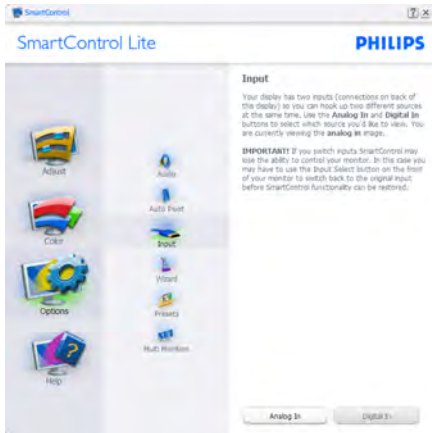 SmartControl
SmartControl Lite
PHILIPS
Adjust
Color
Options
Help
Audio
Auto Pivot
Input
Wizard
Presets
Multi Monitors
Input
Your display has two inputs (connections on back of
the display) so you can hook up two different sources
at the same time. Use the Analog In and Digital In
buttons to select which source you'd like to view. You
are currently viewing the analog in image.
IMPORTANT! If you switch inputs SmartControl may
lose the ability to control your monitor. In this case you
may have to use the Input Select button on the front
of your monitor to switch back to the original input
before SmartControl functionality can be restored.
Analog In
Digital In